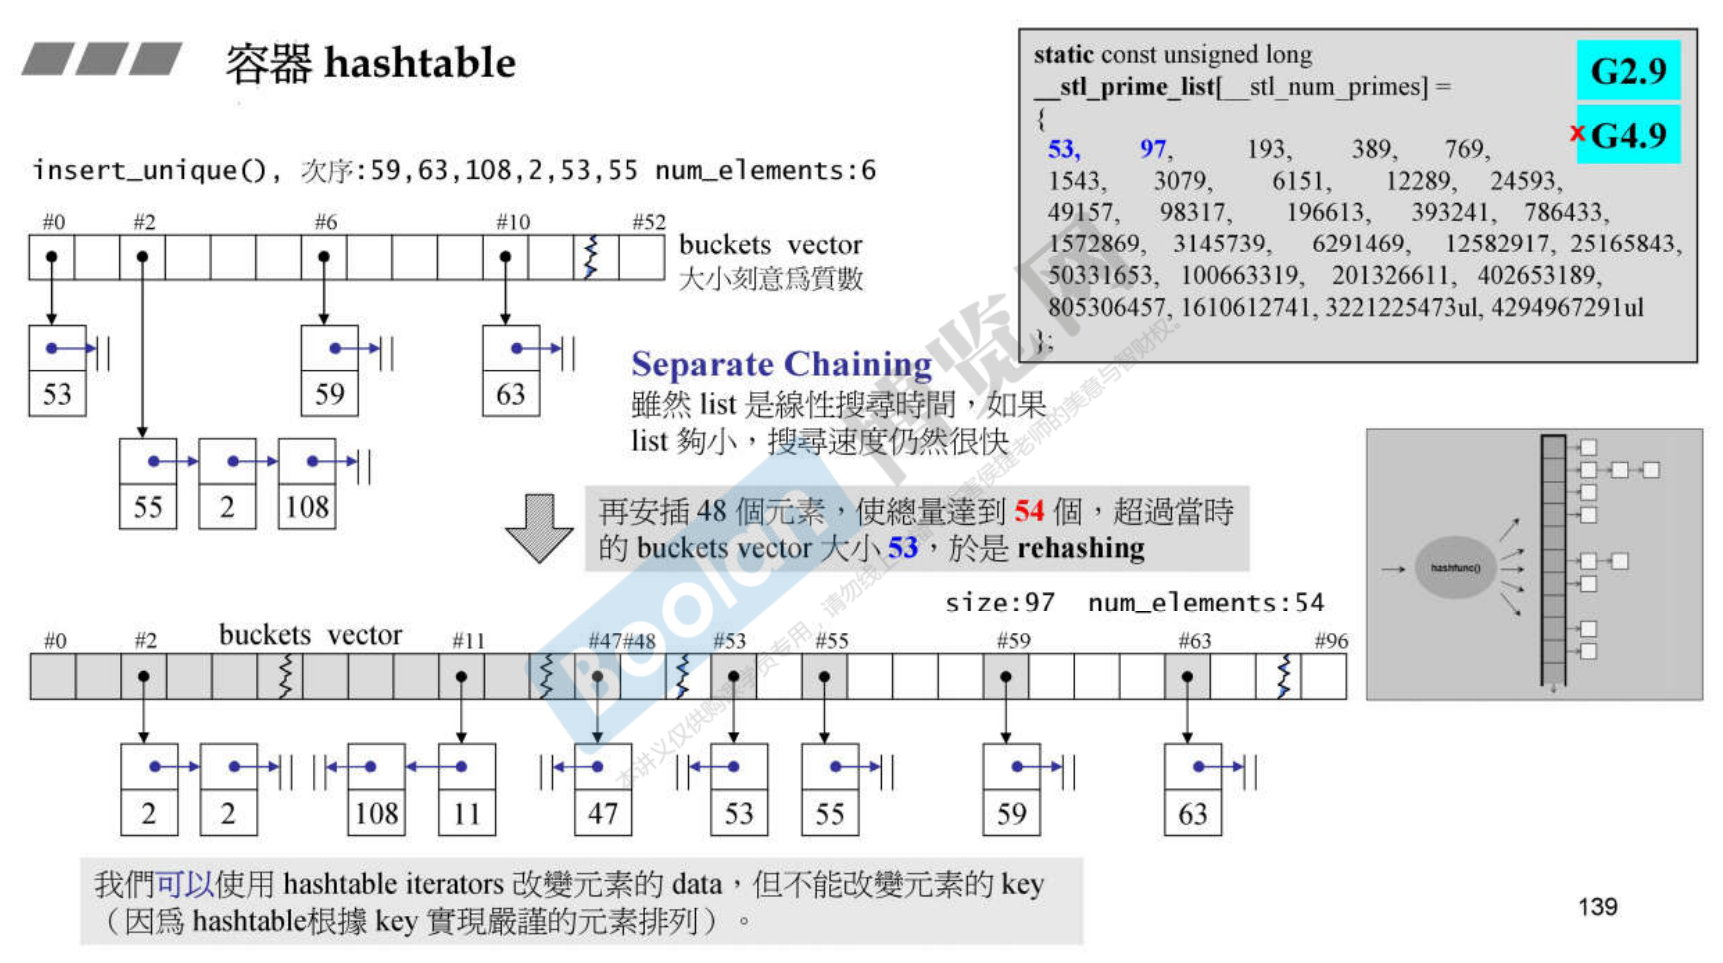 容器 hashtable
static const unsigned long
__stl_prime_list[__stl_num_primes] =
{
53, 97, 193, 389, 769,
1543, 3079, 6151, 12289, 24593,
49157, 98317, 196613, 393241, 786433,
1572869, 3145739, 6291469, 12582917, 25165843,
50331653, 100663319, 201326611, 402653189,
805306457, 1610612741, 3221225473ul, 4294967291ul
};
G2.9
x G4.9
insert_unique(), 次序:59,63,108,2,53,55 num_elements:6
#0 #2 #6 #10 #52
buckets vector
大小刻意爲質數
53 59 63
55 2 108
Separate Chaining
雖然 list 是線性搜尋時間，如果
list 夠小，搜尋速度仍然很快
再安插 48 個元素，使總量達到 54 個，超過當時
的 buckets vector 大小 53，於是 rehashing
size:97 num_elements:54
buckets vector
#0 #2 #11 #47#48 #53 #55 #59 #63 #96
2 2 108 11 47 53 55 59 63
hashfunc()
我們可以使用 hashtable iterators 改變元素的 data，但不能改變元素的 key
（因爲 hashtable根據 key 實現嚴謹的元素排列）。
139
Boolan 博览网